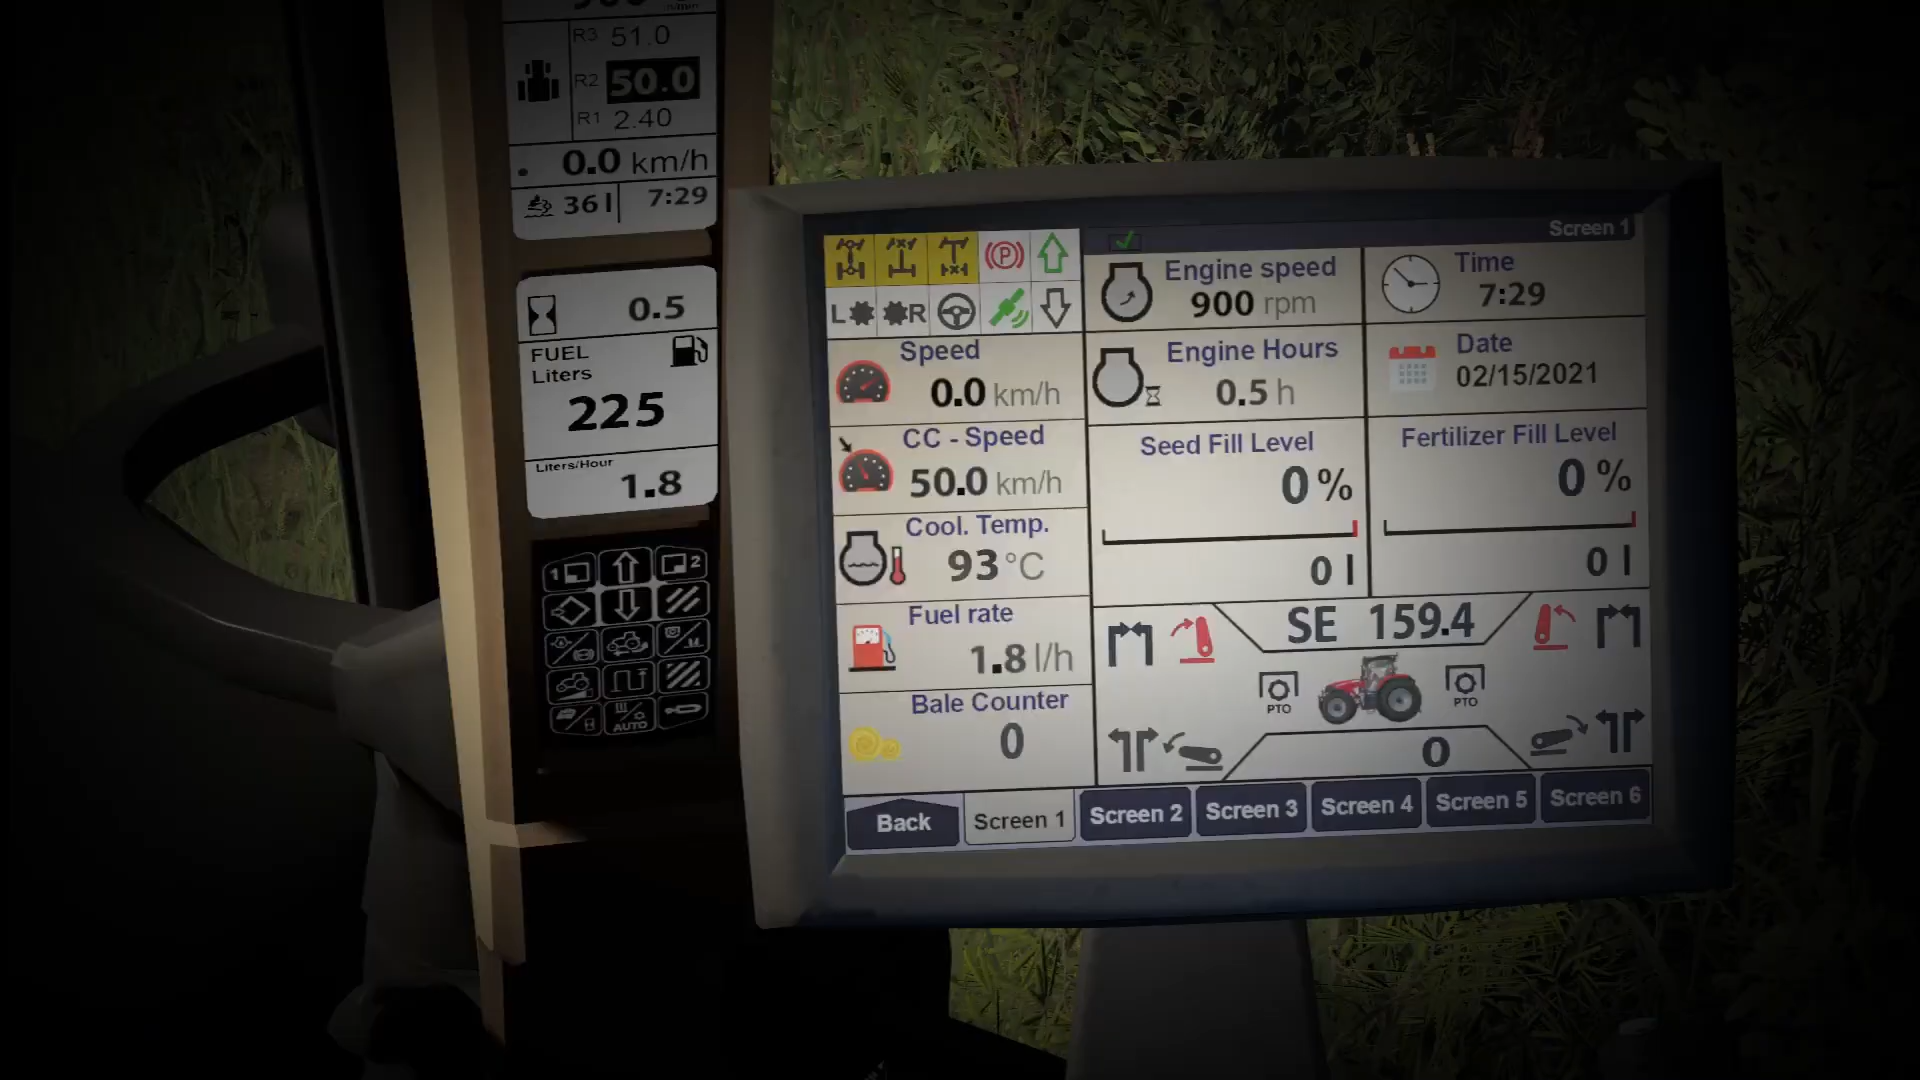 R3 51.0
R2 50.0
R1 2.40
0.0 km/h
36 l 7:29
0.5
FUEL
Liters
225
Liters/Hour
1.8
1 2
AUTO
Screen 1
P
L R
Speed
0.0 km/h
CC - Speed
50.0 km/h
Cool. Temp.
93 °C
Fuel rate
1.8 l/h
Bale Counter
0
Engine speed
900 rpm
Engine Hours
0.5 h
Time
7:29
Date
02/15/2021
Seed Fill Level
0 %
0 l
Fertilizer Fill Level
0 %
0 l
SE 159.4
PTO PTO
0
Back Screen 1 Screen 2 Screen 3 Screen 4 Screen 5 Screen 6